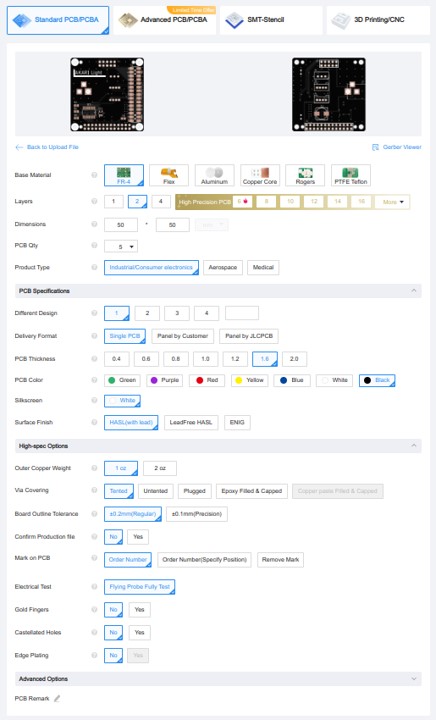 Limited Time Offer
Standard PCB/PCBA Advanced PCB/PCBA SMT-Stencil 3D Printing/CNC
AKARI Light
Back to Upload File Gerber Viewer
Base Material FR-4 Flex Aluminum Copper Core Rogers PTFE Teflon
Layers 1 2 4 High Precision PCB 6 8 10 12 14 16 More
Dimensions 50 * 50 mm
PCB Qty 5
Product Type Industrial/Consumer electronics Aerospace Medical
PCB Specifications
Different Design 1 2 3 4
Delivery Format Single PCB Panel by Customer Panel by JLCPCB
PCB Thickness 0.4 0.6 0.8 1.0 1.2 1.6 2.0
PCB Color Green Purple Red Yellow Blue White Black
Silkscreen White
Surface Finish HASL(with lead) LeadFree HASL ENIG
High-spec Options
Outer Copper Weight 1 oz 2 oz
Via Covering Tented Untented Plugged Epoxy Filled & Capped Copper paste Filled & Capped
Board Outline Tolerance ±0.2mm(Regular) ±0.1mm(Precision)
Confirm Production file No Yes
Mark on PCB Order Number Order Number(Specify Position) Remove Mark
Electrical Test Flying Probe Fully Test
Gold Fingers No Yes
Castellated Holes No Yes
Edge Plating No Yes
Advanced Options
PCB Remark